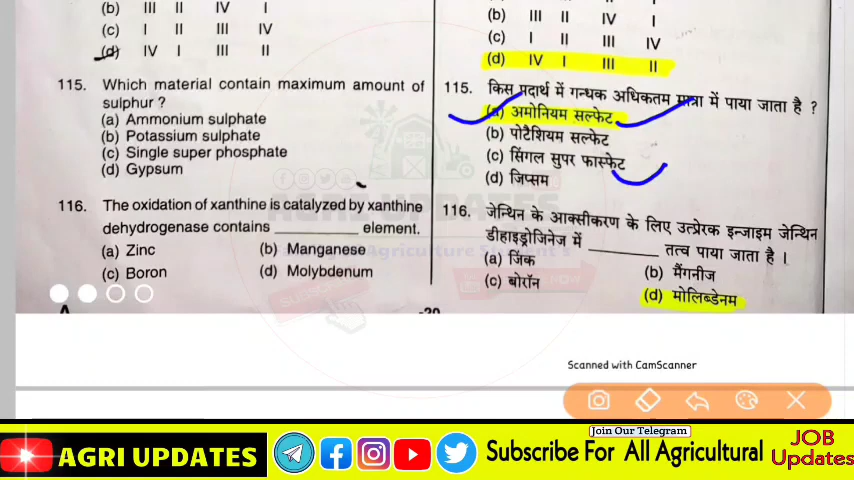 (b) III II IV I
(c) I II III IV
(d) IV I III II
115. Which material contain maximum amount of
sulphur ?
(a) Ammonium sulphate
(b) Potassium sulphate
(c) Single super phosphate
(d) Gypsum
116. The oxidation of xanthine is catalyzed by xanthine
dehydrogenase contains _________ element.
(a) Zinc (b) Manganese
(c) Boron (d) Molybdenum
(b) III II IV I
(c) I II III IV
(d) IV I III II
115. किस पदार्थ में गन्धक अधिकतम मात्रा में पाया जाता है ?
(a) अमोनियम सल्फेट
(b) पोटैशियम सल्फेट
(c) सिंगल सुपर फास्फेट
(d) जिप्सम
116. जेन्थिन के आक्सीकरण के लिए उत्प्रेरक इन्जाइम जेन्थिन
डीहाइड्रोजिनेज में ________ तत्व पाया जाता है ।
(a) जिंक (b) मैंगनीज
(c) बोरॉन (d) मोलिब्डेनम
AGRI UPDATES
Scanned with CamScanner
Join Our Telegram
AGRI UPDATES Subscribe For All Agricultural JOB
Updates